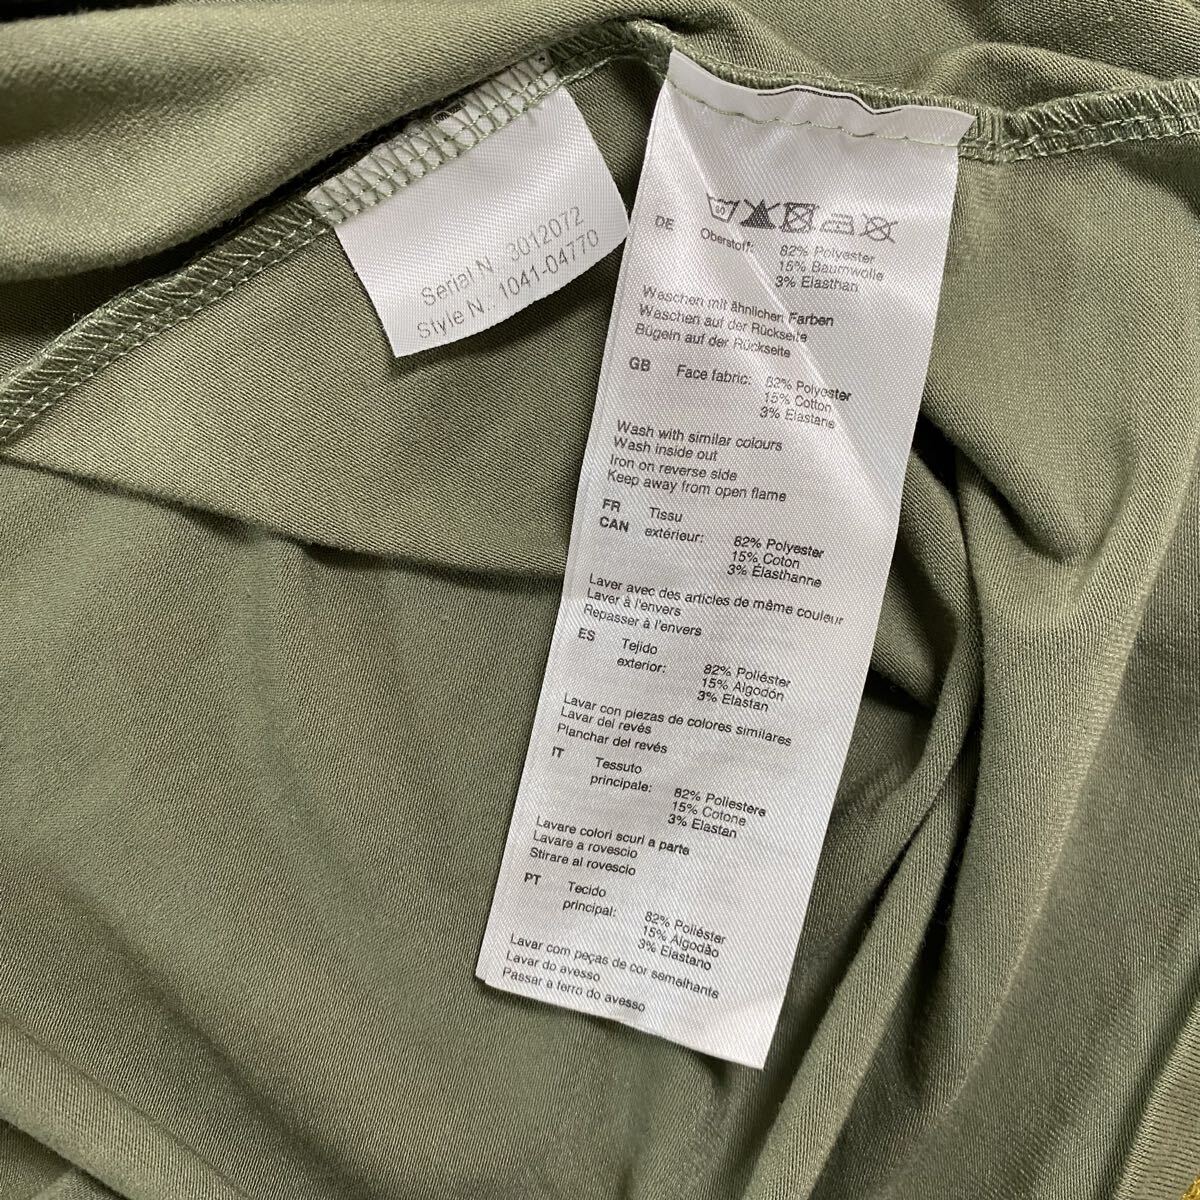 Serial N. 3012072
Style N.: 1041-04770
DE Oberstoff: 82% Polyester
15% Baumwolle
3% Elasthan
Waschen mit ähnlichen Farben
Waschen auf der Rückseite
Bügeln auf der Rückseite
GB Face fabric: 82% Polyester
15% Cotton
3% Elastane
Wash with similar colours
Wash inside out
Iron on reverse side
Keep away from open flame
FR Tissu
CAN extérieur: 82% Polyester
15% Coton
3% Élasthanne
Laver avec des articles de même couleur
Laver à l'envers
Repasser à l'envers
ES Tejido
exterior: 82% Poliéster
15% Algodón
3% Elastan
Lavar con piezas de colores similares
Lavar del revés
Planchar del revés
IT Tessuto
principale: 82% Poliestere
15% Cotone
3% Elastan
Lavare colori scuri a parte
Lavare a rovescio
Stirare al rovescio
PT Tecido
principal: 82% Poliéster
15% Algodão
3% Elastano
Lavar com peças de cor semelhante
Lavar do avesso
Passar a ferro do avesso